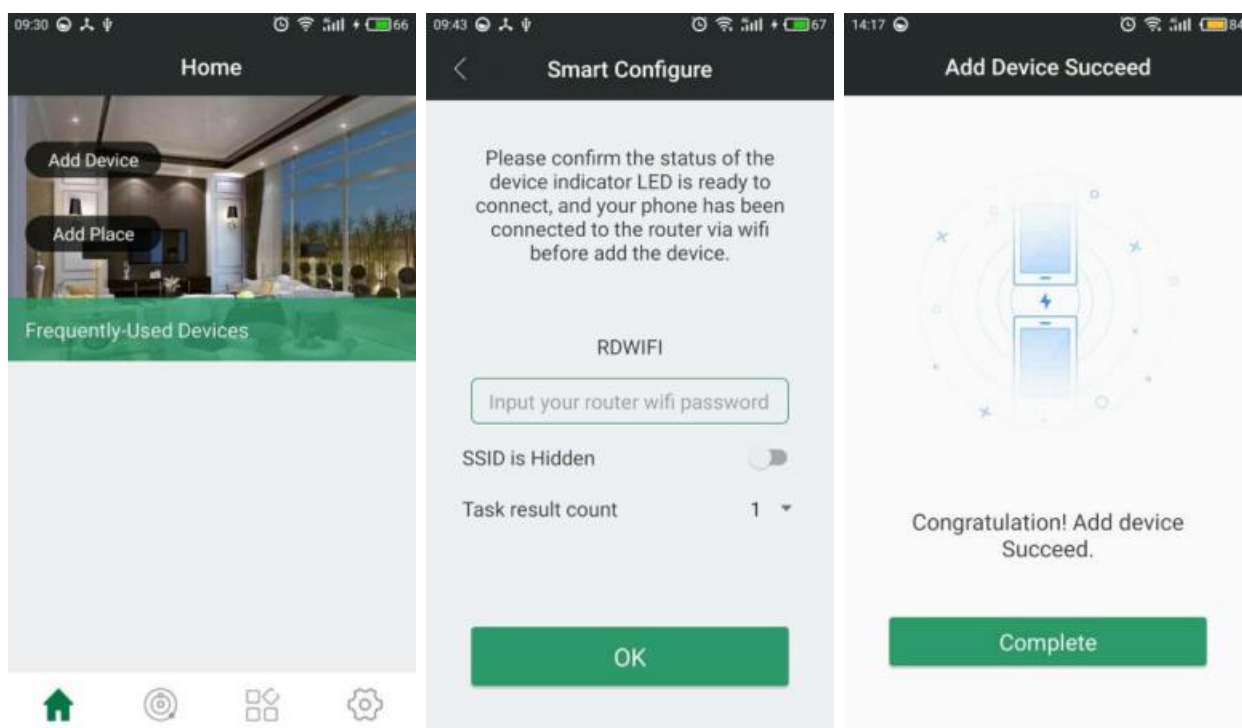 09:30
66
Home
Add Device
Add Place
Frequently-Used Devices
09:43
67
Smart Configure
Please confirm the status of the
device indicator LED is ready to
connect, and your phone has been
connected to the router via wifi
before add the device.
RDWIFI
Input your router wifi password
SSID is Hidden
Task result count 1
OK
14:17
84
Add Device Succeed
Congratulation! Add device
Succeed.
Complete